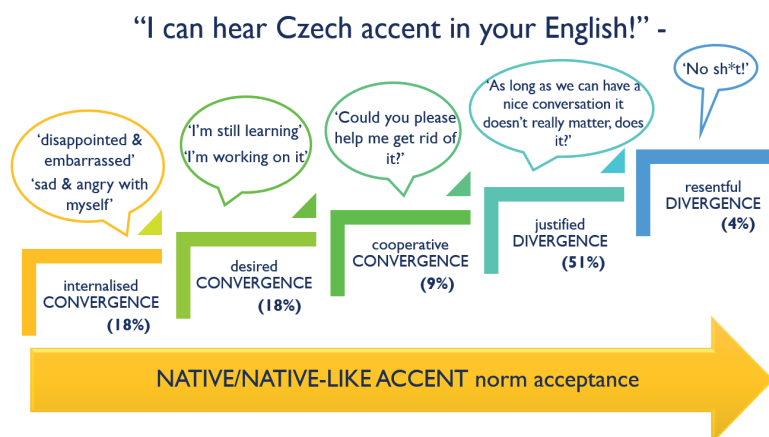 “I can hear Czech accent in your English!” -
‘disappointed &
embarrassed’
‘sad & angry with
myself’
‘I’m still learning’
‘I’m working on it’
‘Could you please
help me get rid of
it?’
‘As long as we can have a
nice conversation it
doesn’t really matter, does
it?’
‘No sh*t!’
internalised
CONVERGENCE
(18%)
desired
CONVERGENCE
(18%)
cooperative
CONVERGENCE
(9%)
justified
DIVERGENCE
(51%)
resentful
DIVERGENCE
(4%)
NATIVE/NATIVE-LIKE ACCENT norm acceptance